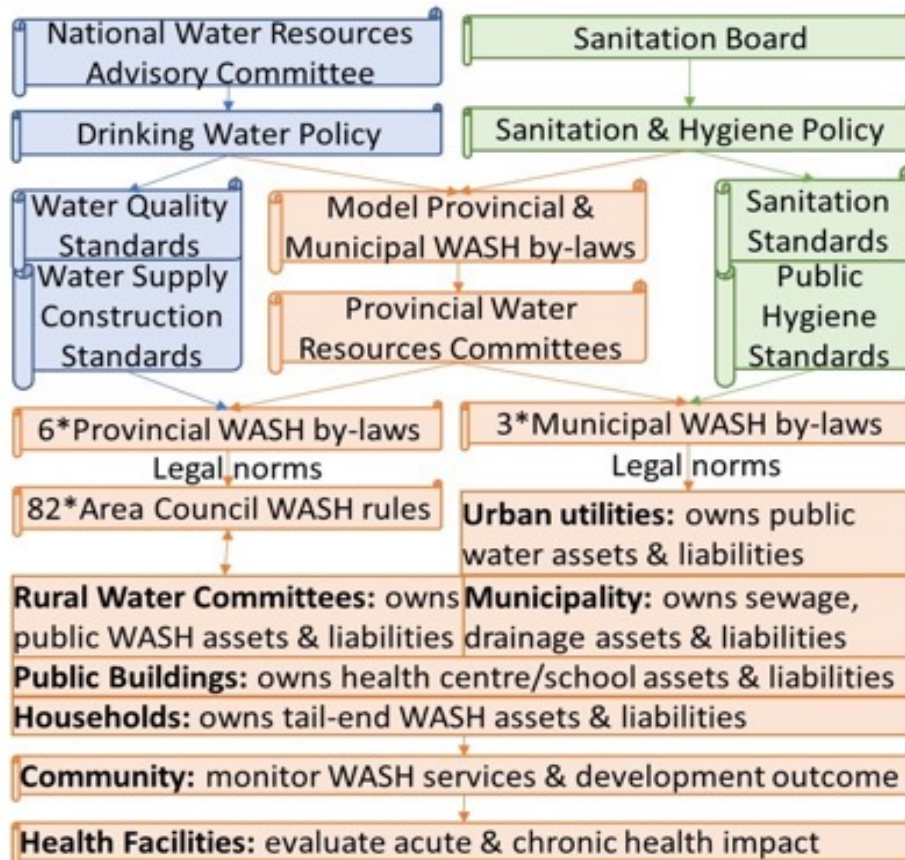 National Water Resources
Advisory Committee
Sanitation Board
Drinking Water Policy
Sanitation & Hygiene Policy
Water Quality
Standards
Model Provincial &
Municipal WASH by-laws
Sanitation
Standards
Water Supply
Construction
Standards
Provincial Water
Resources Committees
Public
Hygiene
Standards
6*Provincial WASH by-laws
3*Municipal WASH by-laws
Legal norms
Legal norms
82*Area Council WASH rules
Urban utilities: owns public
water assets & liabilities
Rural Water Committees: owns
public WASH assets & liabilities
Municipality: owns sewage,
drainage assets & liabilities
Public Buildings: owns health centre/school assets & liabilities
Households: owns tail-end WASH assets & liabilities
Community: monitor WASH services & development outcome
Health Facilities: evaluate acute & chronic health impact